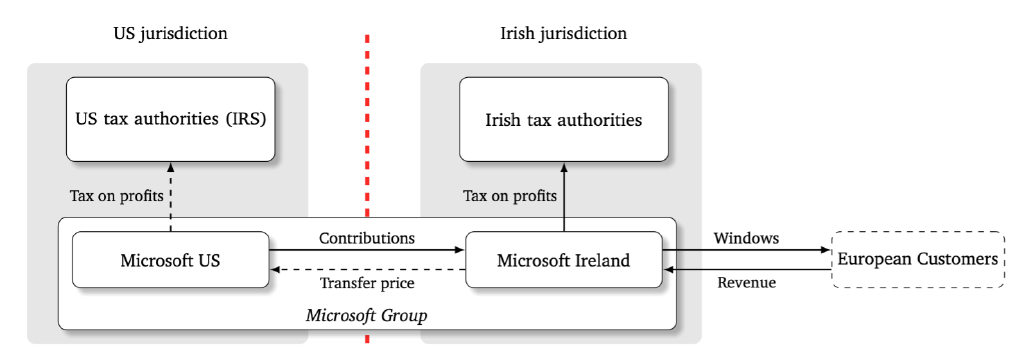 US jurisdiction
Irish jurisdiction
US tax authorities (IRS)
Irish tax authorities
Tax on profits
Tax on profits
Microsoft US
Contributions
Transfer price
Microsoft Ireland
Windows
Revenue
European Customers
Microsoft Group